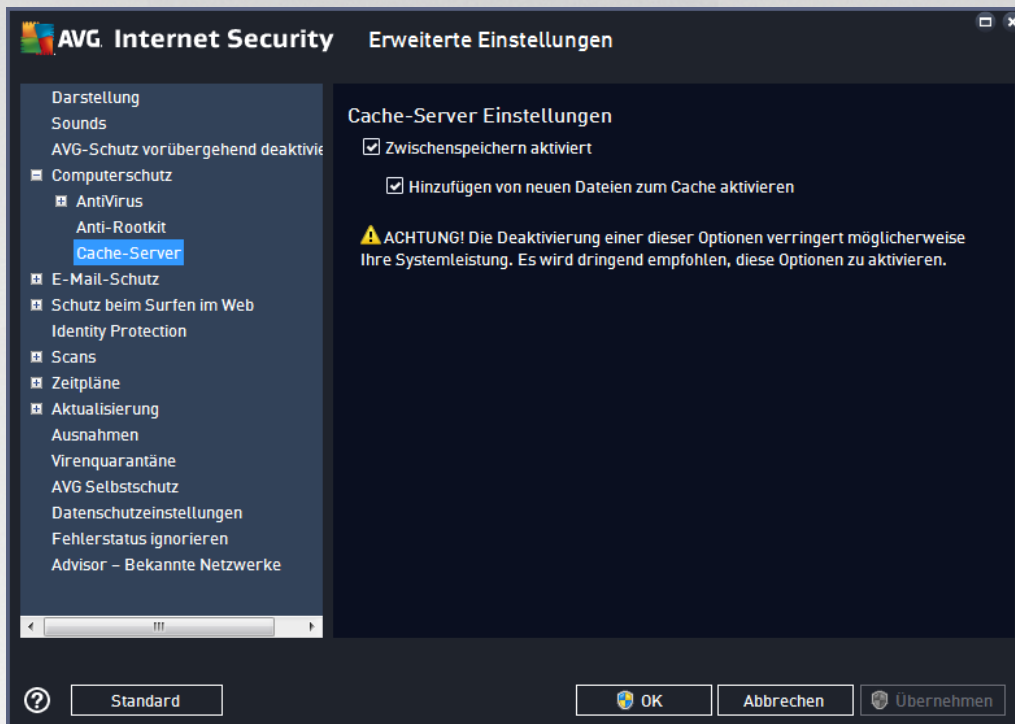 AVG. Internet Security Erweiterte Einstellungen
Darstellung
Sounds
AVG-Schutz vorübergehend deaktivie
Computerschutz
AntiVirus
Anti-Rootkit
Cache-Server
E-Mail-Schutz
Schutz beim Surfen im Web
Identity Protection
Scans
Zeitpläne
Aktualisierung
Ausnahmen
Virenquarantäne
AVG Selbstschutz
Datenschutzeinstellungen
Fehlerstatus ignorieren
Advisor – Bekannte Netzwerke
Cache-Server Einstellungen
Zwischenspeichern aktiviert
Hinzufügen von neuen Dateien zum Cache aktivieren
ACHTUNG! Die Deaktivierung einer dieser Optionen verringert möglicherweise
Ihre Systemleistung. Es wird dringend empfohlen, diese Optionen zu aktivieren.
Standard
OK
Abbrechen
Übernehmen